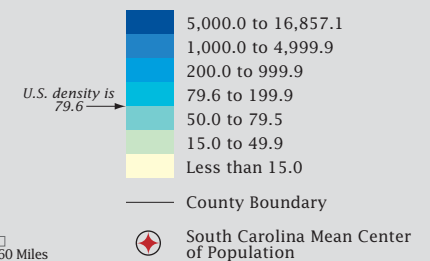 5,000.0 to 16,857.1
1,000.0 to 4,999.9
200.0 to 999.9
U.S. density is
79.6
79.6 to 199.9
50.0 to 79.5
15.0 to 49.9
Less than 15.0
County Boundary
South Carolina Mean Center
of Population
Miles